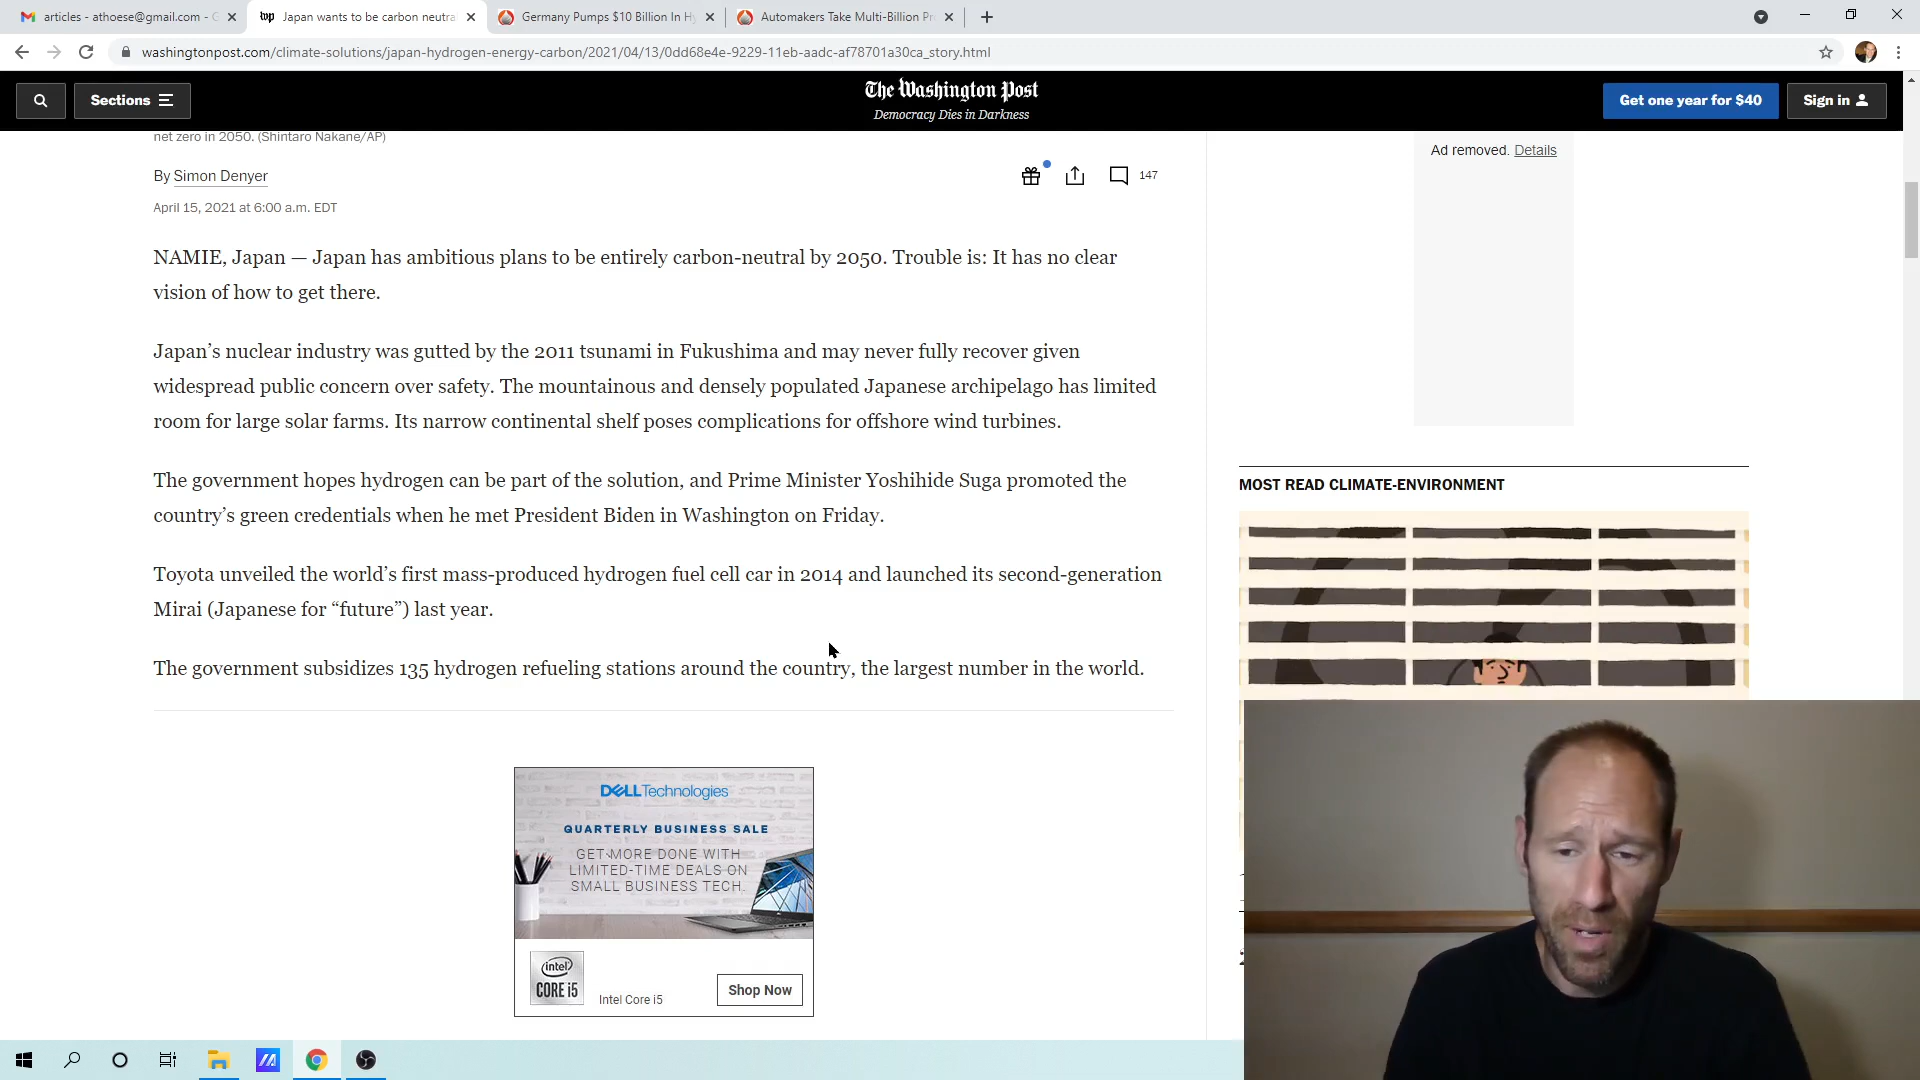 articles - athoese@gmail.com - G
Japan wants to be carbon neutra
Germany Pumps $10 Billion In H
Automakers Take Multi-Billion Pr
washingtonpost.com/climate-solutions/japan-hydrogen-energy-carbon/2021/04/13/0dd68e4e-9229-11eb-aadc-af78701a30ca_story.html
Sections
The Washington Post
Democracy Dies in Darkness
Get one year for $40
Sign in
net zero in 2050. (Shintaro Nakane/AP)
By Simon Denyer
147
April 15, 2021 at 6:00 a.m. EDT
NAMIE, Japan — Japan has ambitious plans to be entirely carbon-neutral by 2050. Trouble is: It has no clear
vision of how to get there.
Japan’s nuclear industry was gutted by the 2011 tsunami in Fukushima and may never fully recover given
widespread public concern over safety. The mountainous and densely populated Japanese archipelago has limited
room for large solar farms. Its narrow continental shelf poses complications for offshore wind turbines.
The government hopes hydrogen can be part of the solution, and Prime Minister Yoshihide Suga promoted the
country’s green credentials when he met President Biden in Washington on Friday.
Toyota unveiled the world’s first mass-produced hydrogen fuel cell car in 2014 and launched its second-generation
Mirai (Japanese for “future”) last year.
The government subsidizes 135 hydrogen refueling stations around the country, the largest number in the world.
DELL Technologies
QUARTERLY BUSINESS SALE
GET MORE DONE WITH
LIMITED-TIME DEALS ON
SMALL BUSINESS TECH.
intel
CORE i5
Intel Core i5
Shop Now
Ad removed. Details
MOST READ CLIMATE-ENVIRONMENT